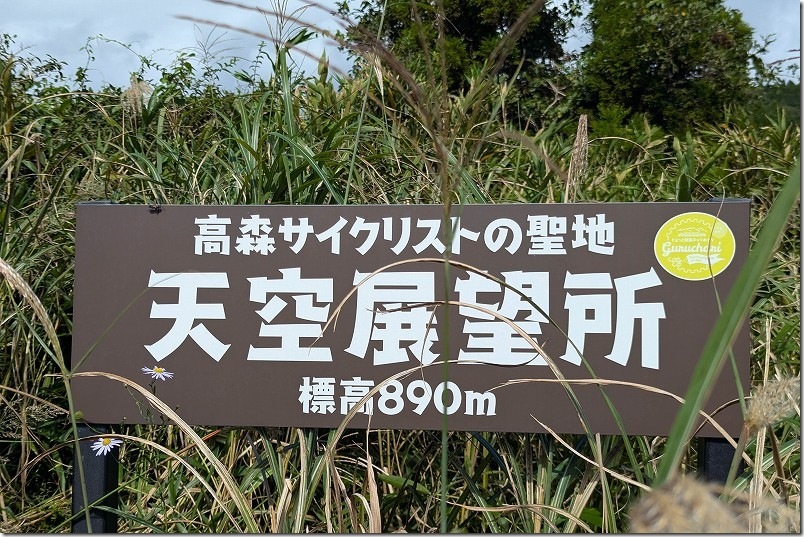 高森サイクリストの聖地
天空展望所
標高890m
Guruchari